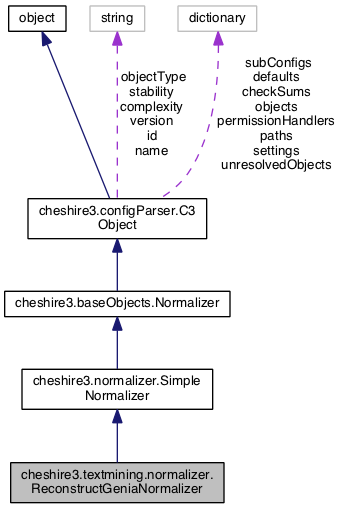 object
string
dictionary
objectType
stability
complexity
version
id
name
subConfigs
defaults
checkSums
objects
permissionHandlers
paths
settings
unresolvedObjects
cheshire3.configParser.C3
Object
cheshire3.baseObjects.Normalizer
cheshire3.normalizer.Simple
Normalizer
cheshire3.textmining.normalizer.
ReconstructGeniaNormalizer